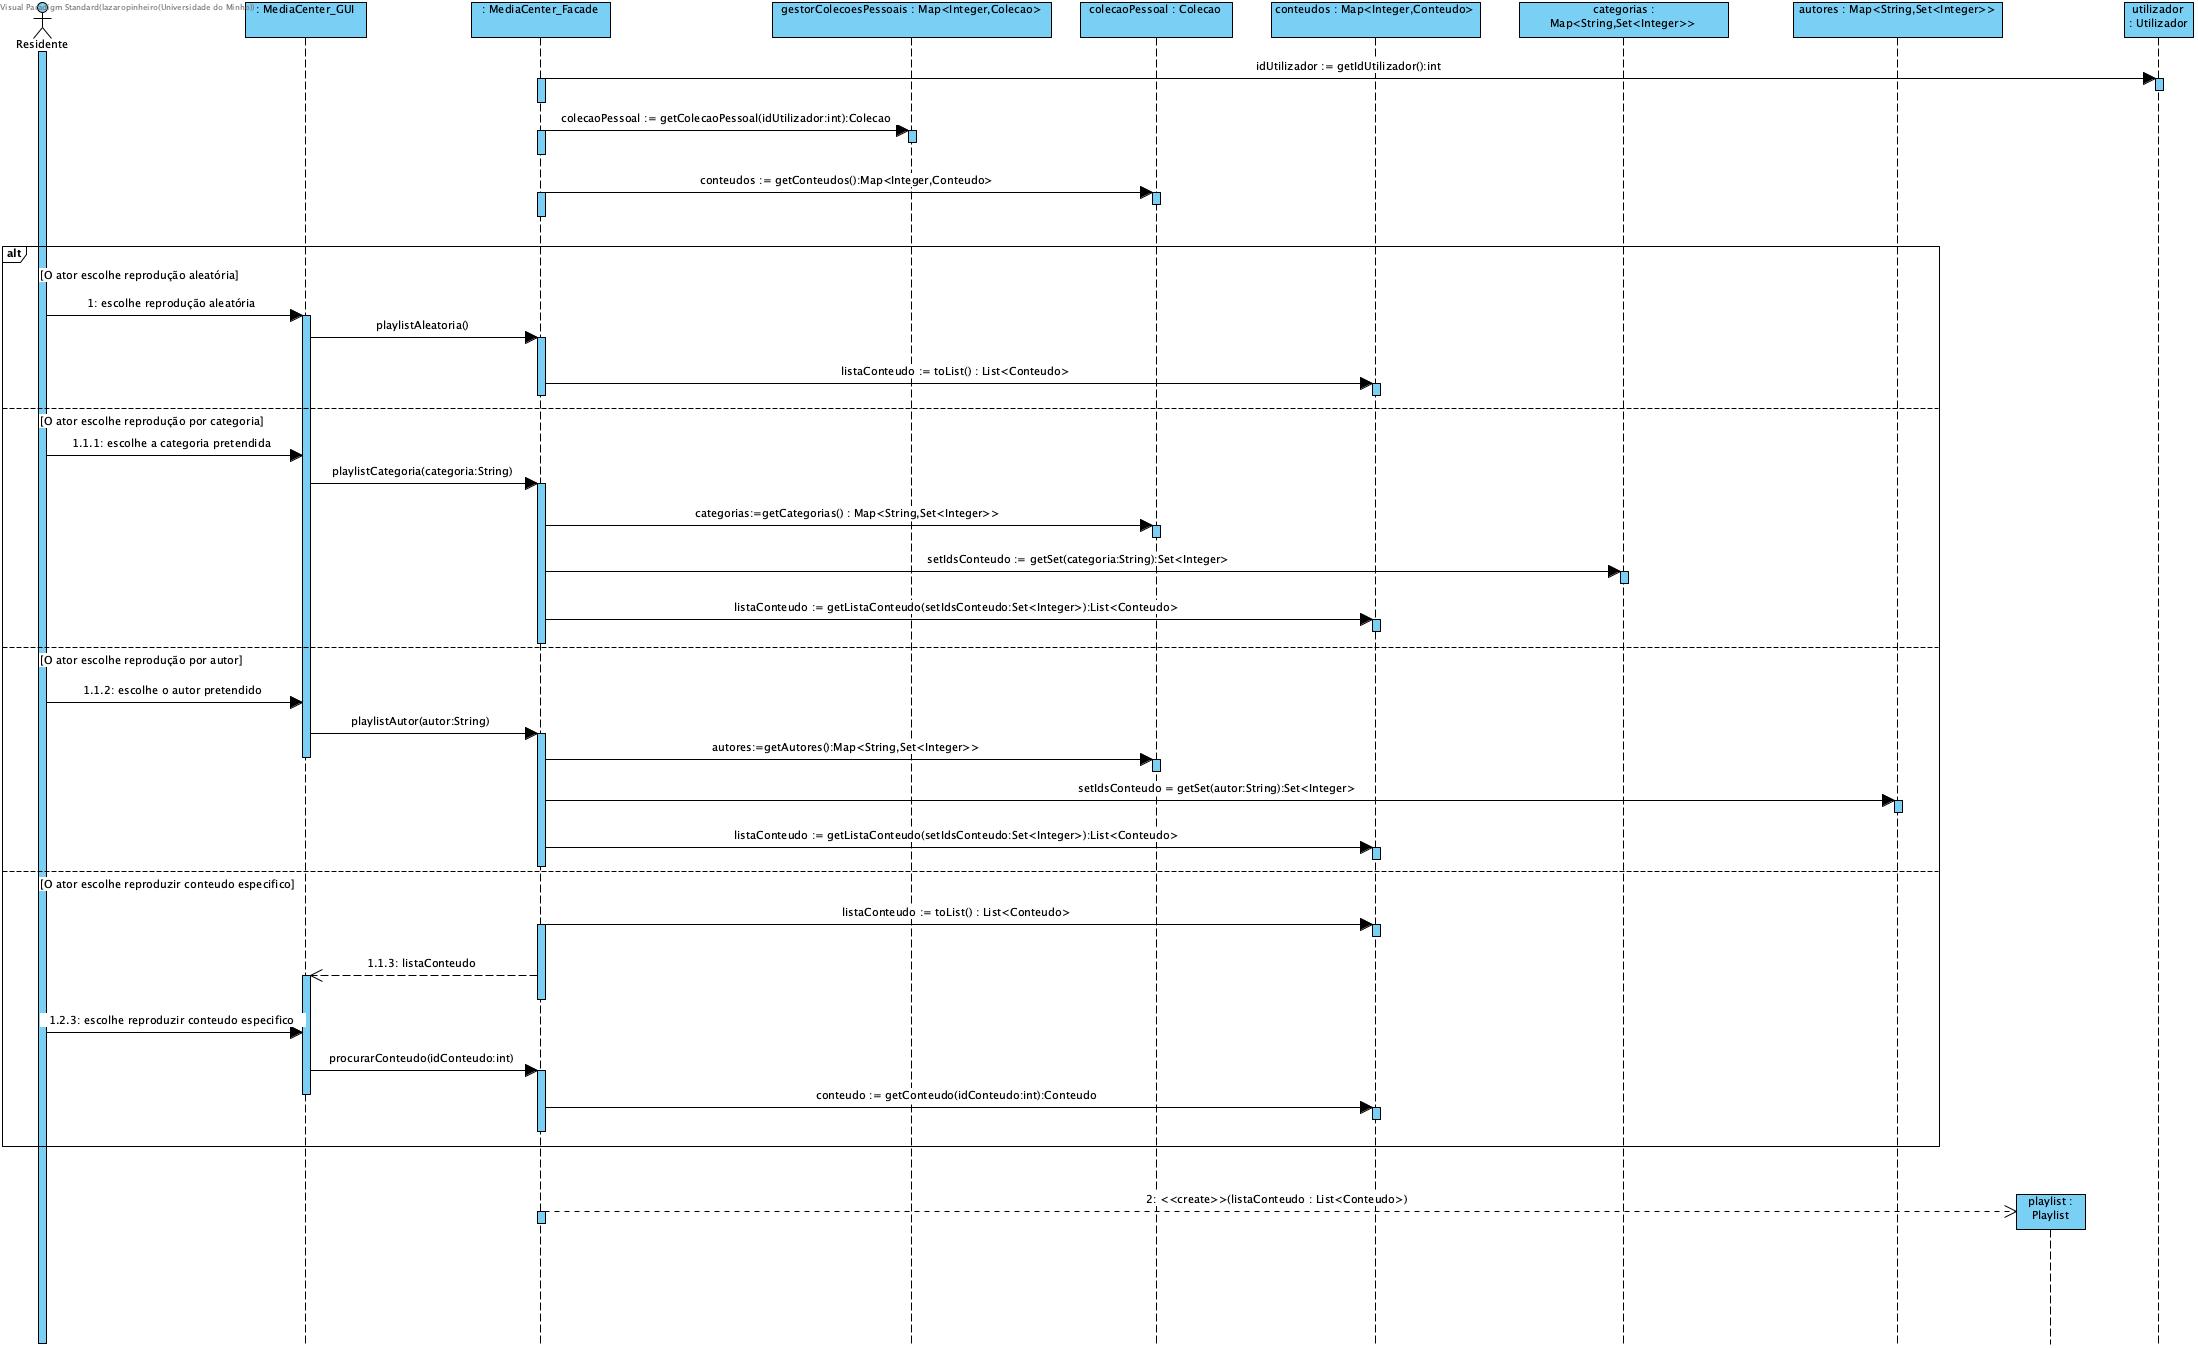 Visual Paradigm Standard(lazaropinheiro(Universidade do Minho))
Residente
: MediaCenter_GUI
: MediaCenter_Facade
gestorColecoesPessoais : Map<Integer,Colecao>
colecaoPessoal : Colecao
conteudos : Map<Integer,Conteudo>
categorias :
Map<String,Set<Integer>>
autores : Map<String,Set<Integer>>
utilizador
: Utilizador
idUtilizador := getIdUtilizador():int
colecaoPessoal := getColecaoPessoal(idUtilizador:int):Colecao
conteudos := getConteudos():Map<Integer,Conteudo>
alt
[O ator escolhe reprodução aleatória]
1: escolhe reprodução aleatória
playlistAleatoria()
listaConteudo := toList() : List<Conteudo>
[O ator escolhe reprodução por categoria]
1.1.1: escolhe a categoria pretendida
playlistCategoria(categoria:String)
categorias:=getCategorias() : Map<String,Set<Integer>>
setIdsConteudo := getSet(categoria:String):Set<Integer>
listaConteudo := getListaConteudo(setIdsConteudo:Set<Integer>):List<Conteudo>
[O ator escolhe reprodução por autor]
1.1.2: escolhe o autor pretendido
playlistAutor(autor:String)
autores:=getAutores():Map<String,Set<Integer>>
setIdsConteudo = getSet(autor:String):Set<Integer>
listaConteudo := getListaConteudo(setIdsConteudo:Set<Integer>):List<Conteudo>
[O ator escolhe reproduzir conteudo especifico]
listaConteudo := toList() : List<Conteudo>
1.1.3: listaConteudo
1.2.3: escolhe reproduzir conteudo especifico
procurarConteudo(idConteudo:int)
conteudo := getConteudo(idConteudo:int):Conteudo
2: <<create>>(listaConteudo : List<Conteudo>)
playlist :
Playlist